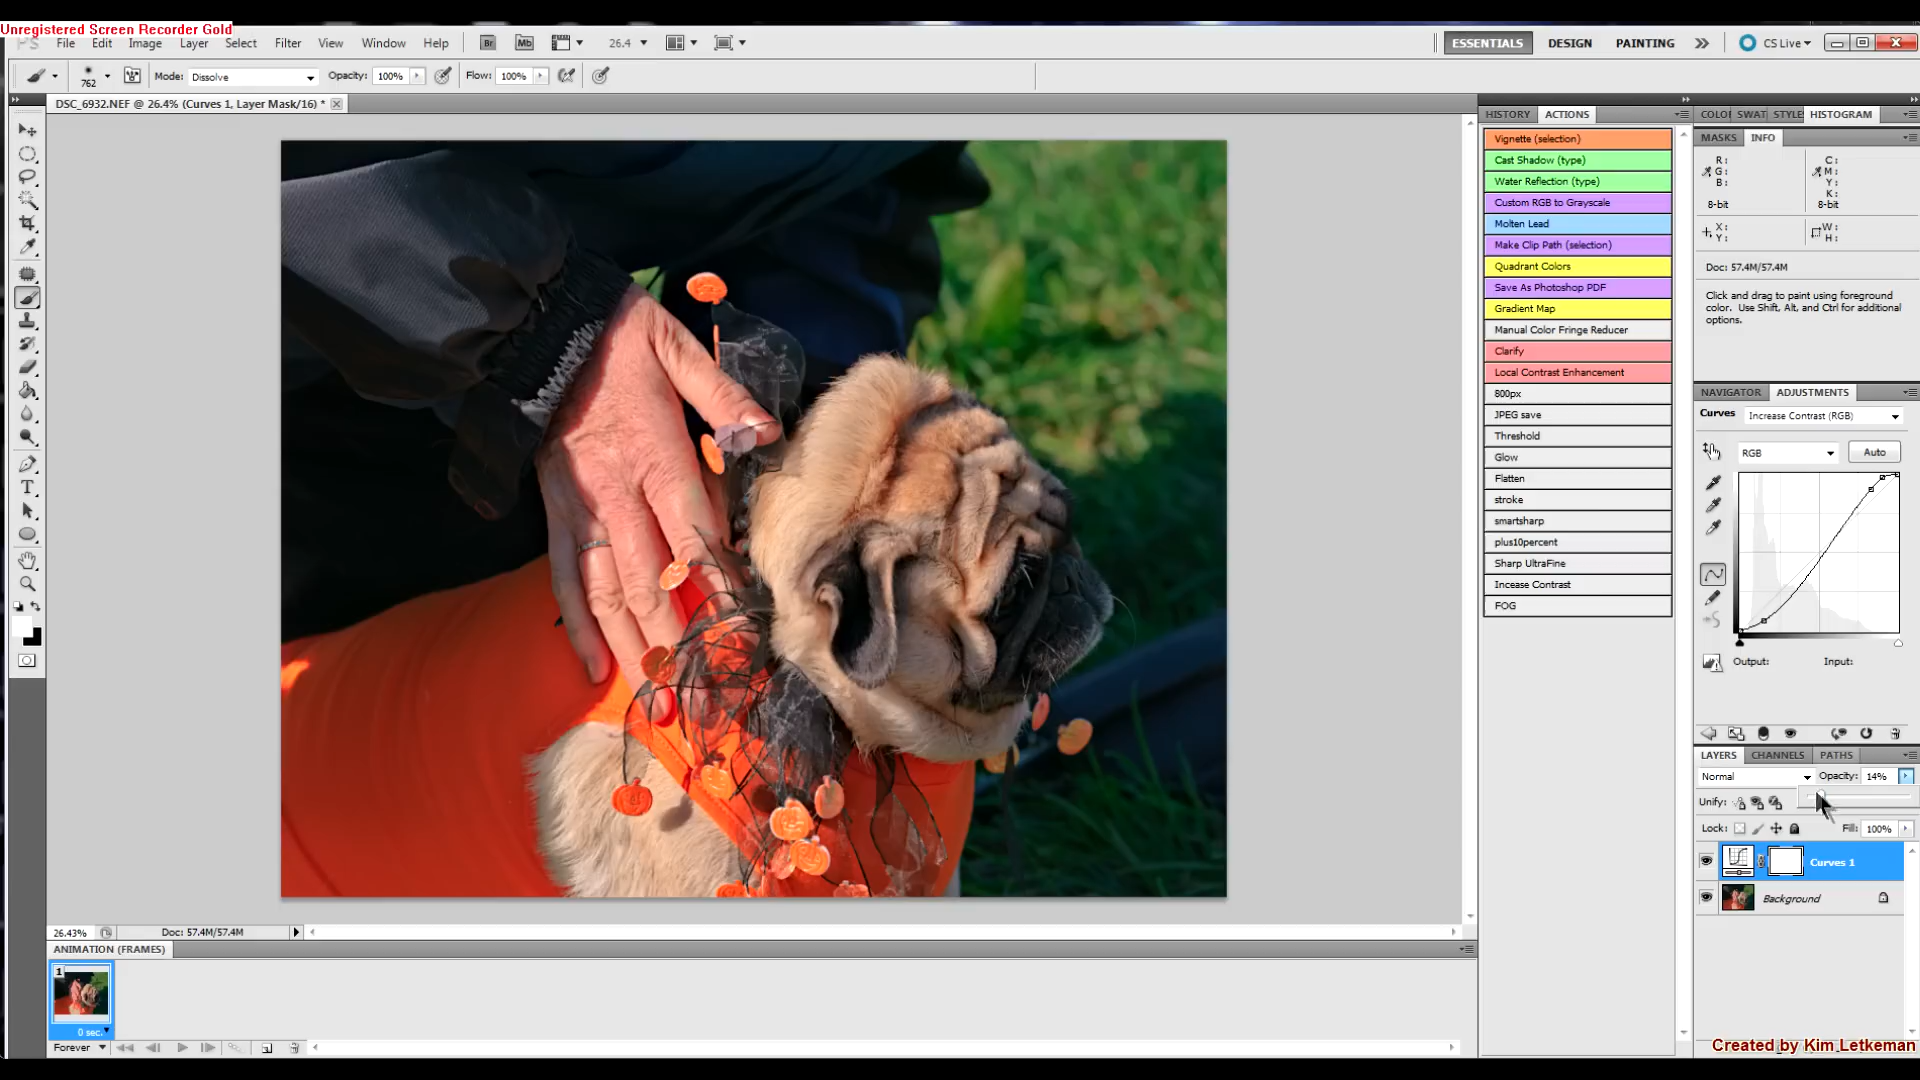 Unregistered Screen Recorder Gold
Ps File Edit Image Layer Select Filter View Window Help Br Mb 26.4 ESSENTIALS DESIGN PAINTING CS Live
762 Mode: Dissolve Opacity: 100% Flow: 100%
DSC_6932.NEF @ 26.4% (Curves 1, Layer Mask/16) *
HISTORY ACTIONS
Vignette (selection)
Cast Shadow (type)
Water Reflection (type)
Custom RGB to Grayscale
Molten Lead
Make Clip Path (selection)
Quadrant Colors
Save As Photoshop PDF
Gradient Map
Manual Color Fringe Reducer
Clarify
Local Contrast Enhancement
800px
JPEG save
Threshold
Glow
Flatten
stroke
smartsharp
plus10percent
Sharp UltraFine
Incease Contrast
FOG
COLO SWAT STYLE HISTOGRAM
MASKS INFO
R: C:
G: M:
B: Y:
K:
8-bit 8-bit
X: W:
Y: H:
Doc: 57.4M/57.4M
Click and drag to paint using foreground
color. Use Shift, Alt, and Ctrl for additional
options.
NAVIGATOR ADJUSTMENTS
Curves Increase Contrast (RGB)
RGB Auto
Output: Input:
LAYERS CHANNELS PATHS
Normal Opacity: 14%
Unify:
Lock: Fill: 100%
Curves 1
Background
26.43% Doc: 57.4M/57.4M
ANIMATION (FRAMES)
1
0 sec.
Forever
Created by Kim Letkeman